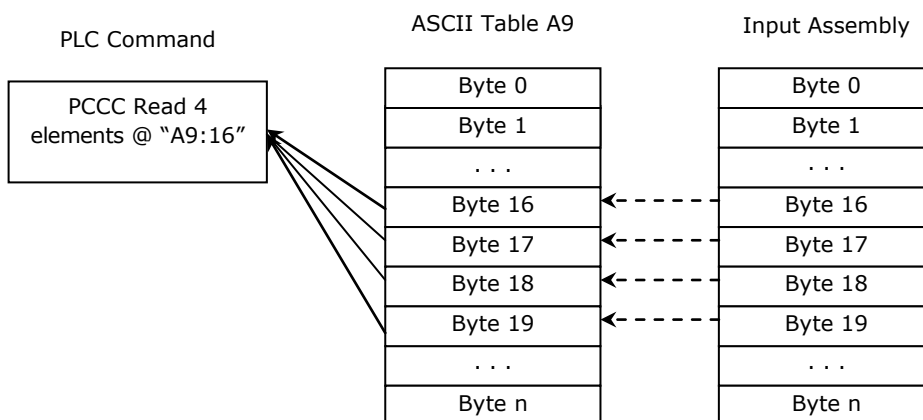 PLC Command
PCCC Read 4
elements @ “A9:16”
ASCII Table A9
Byte 0
Byte 1
. . .
Byte 16
Byte 17
Byte 18
Byte 19
. . .
Byte n
Input Assembly
Byte 0
Byte 1
. . .
Byte 16
Byte 17
Byte 18
Byte 19
. . .
Byte n